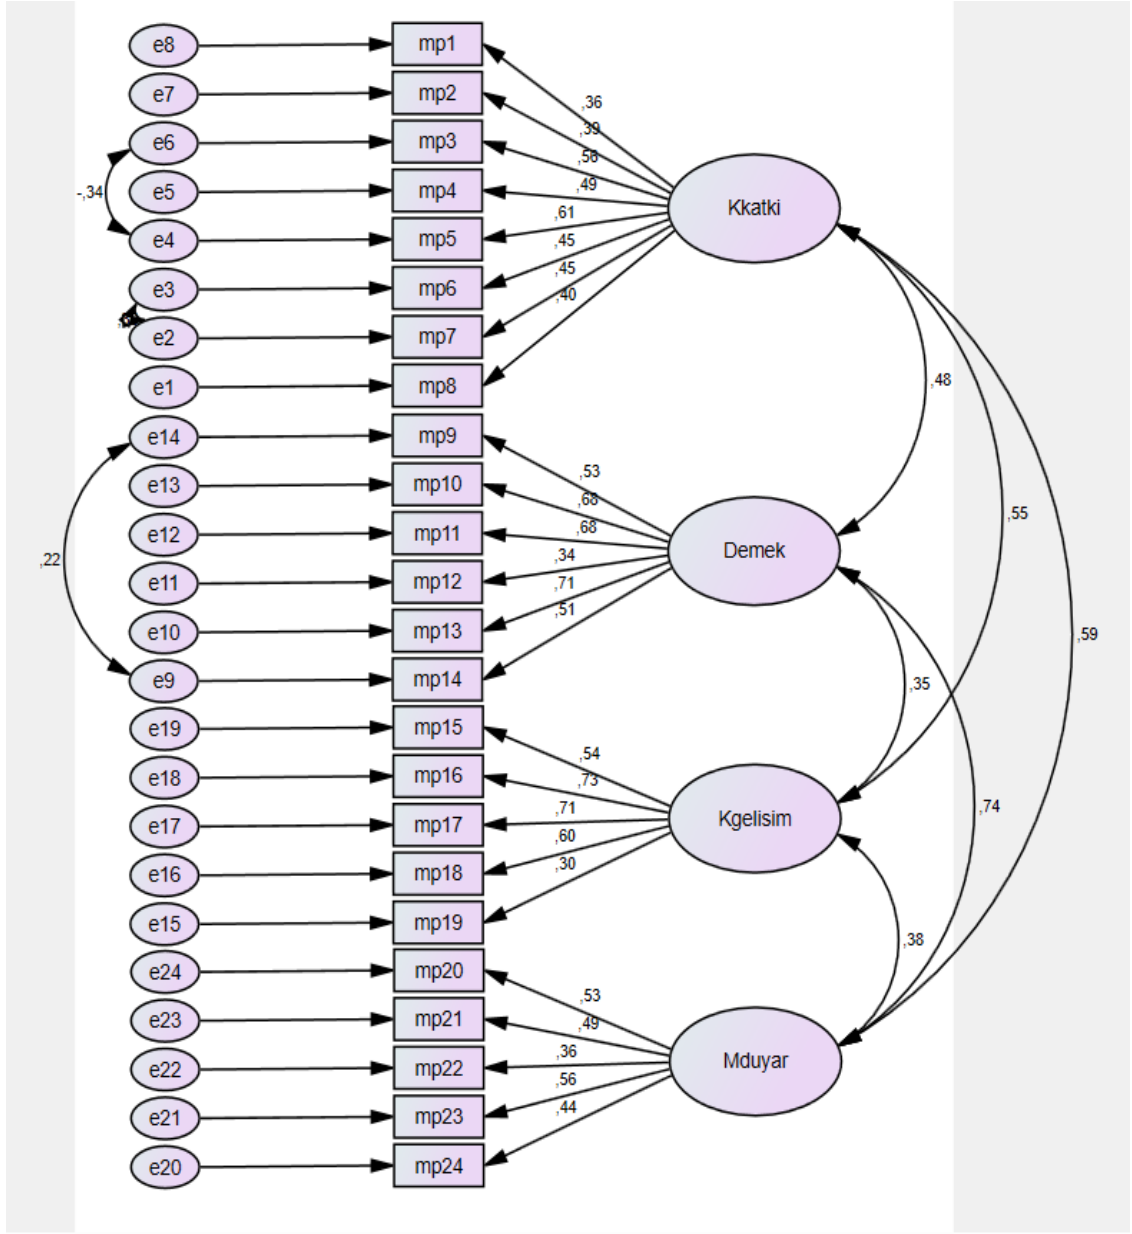 e8 mp1
e7 mp2
,36
,39
e6 mp3
,56
-,34 e5 mp4 ,49 Kkatki
,61
e4 mp5
,45
,45
e3 mp6
,40
e2 mp7
e1 mp8 ,48
e14 mp9
,53
e13 mp10
,68
,55
e12 mp11 ,68
,22 ,34 Demek
e11 mp12 ,71
,51
e10 mp13 ,59
e9 mp14 ,35
e19 mp15
,54
e18 mp16 ,73
,71 ,74
e17 mp17 Kgelisim
,60
,30
e16 mp18
e15 mp19
,38
e24 mp20
,53
e23 mp21 ,49
,36
e22 mp22 Mduyar
,56
,44
e21 mp23
e20 mp24